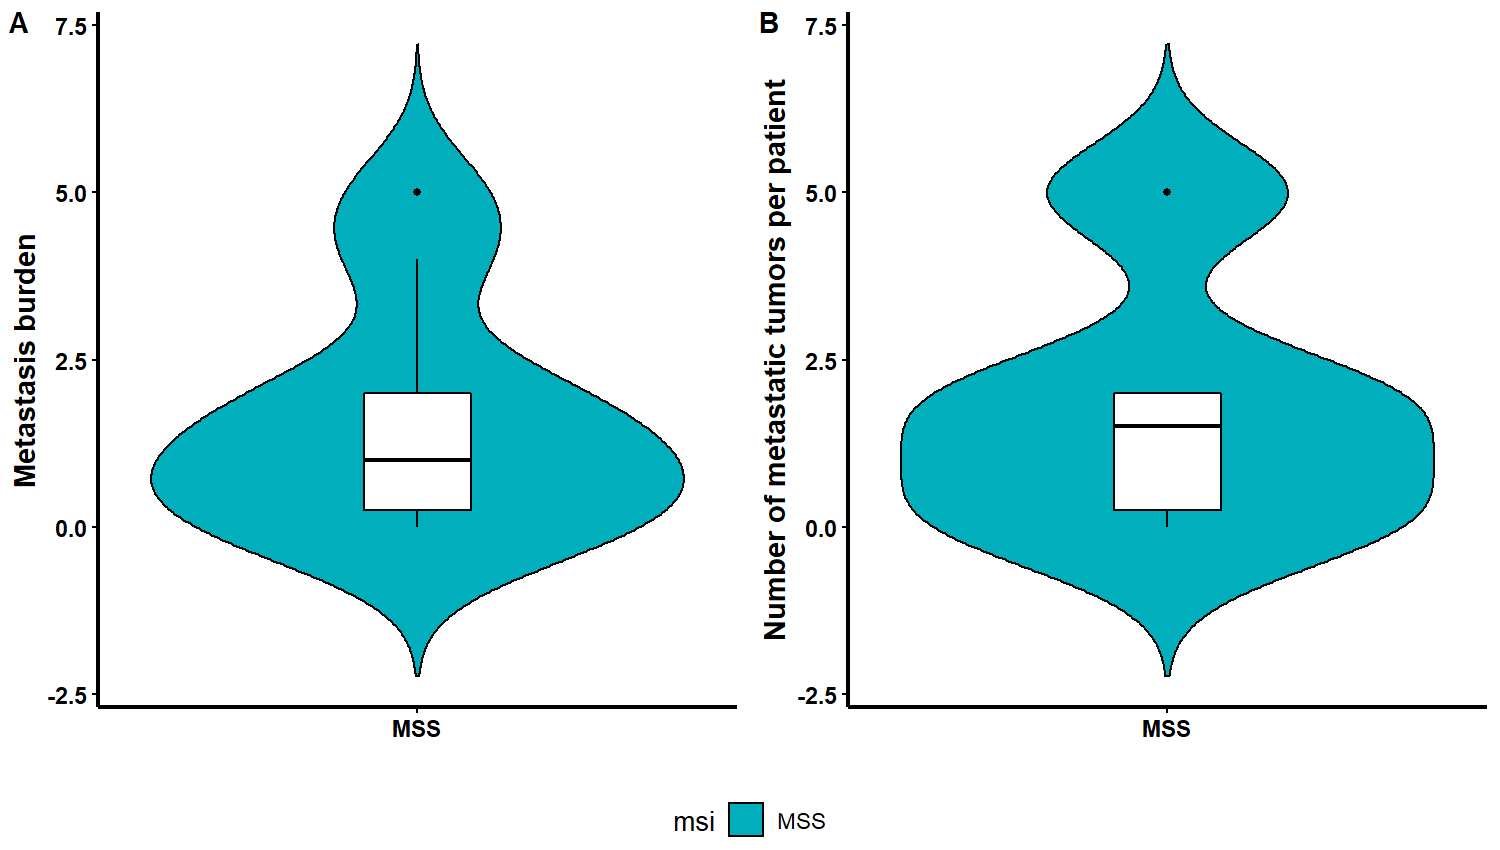 A
Metastasis burden
7.5
5.0
2.5
0.0
-2.5
MSS
B
Number of metastatic tumors per patient
7.5
5.0
2.5
0.0
-2.5
MSS
msi MSS